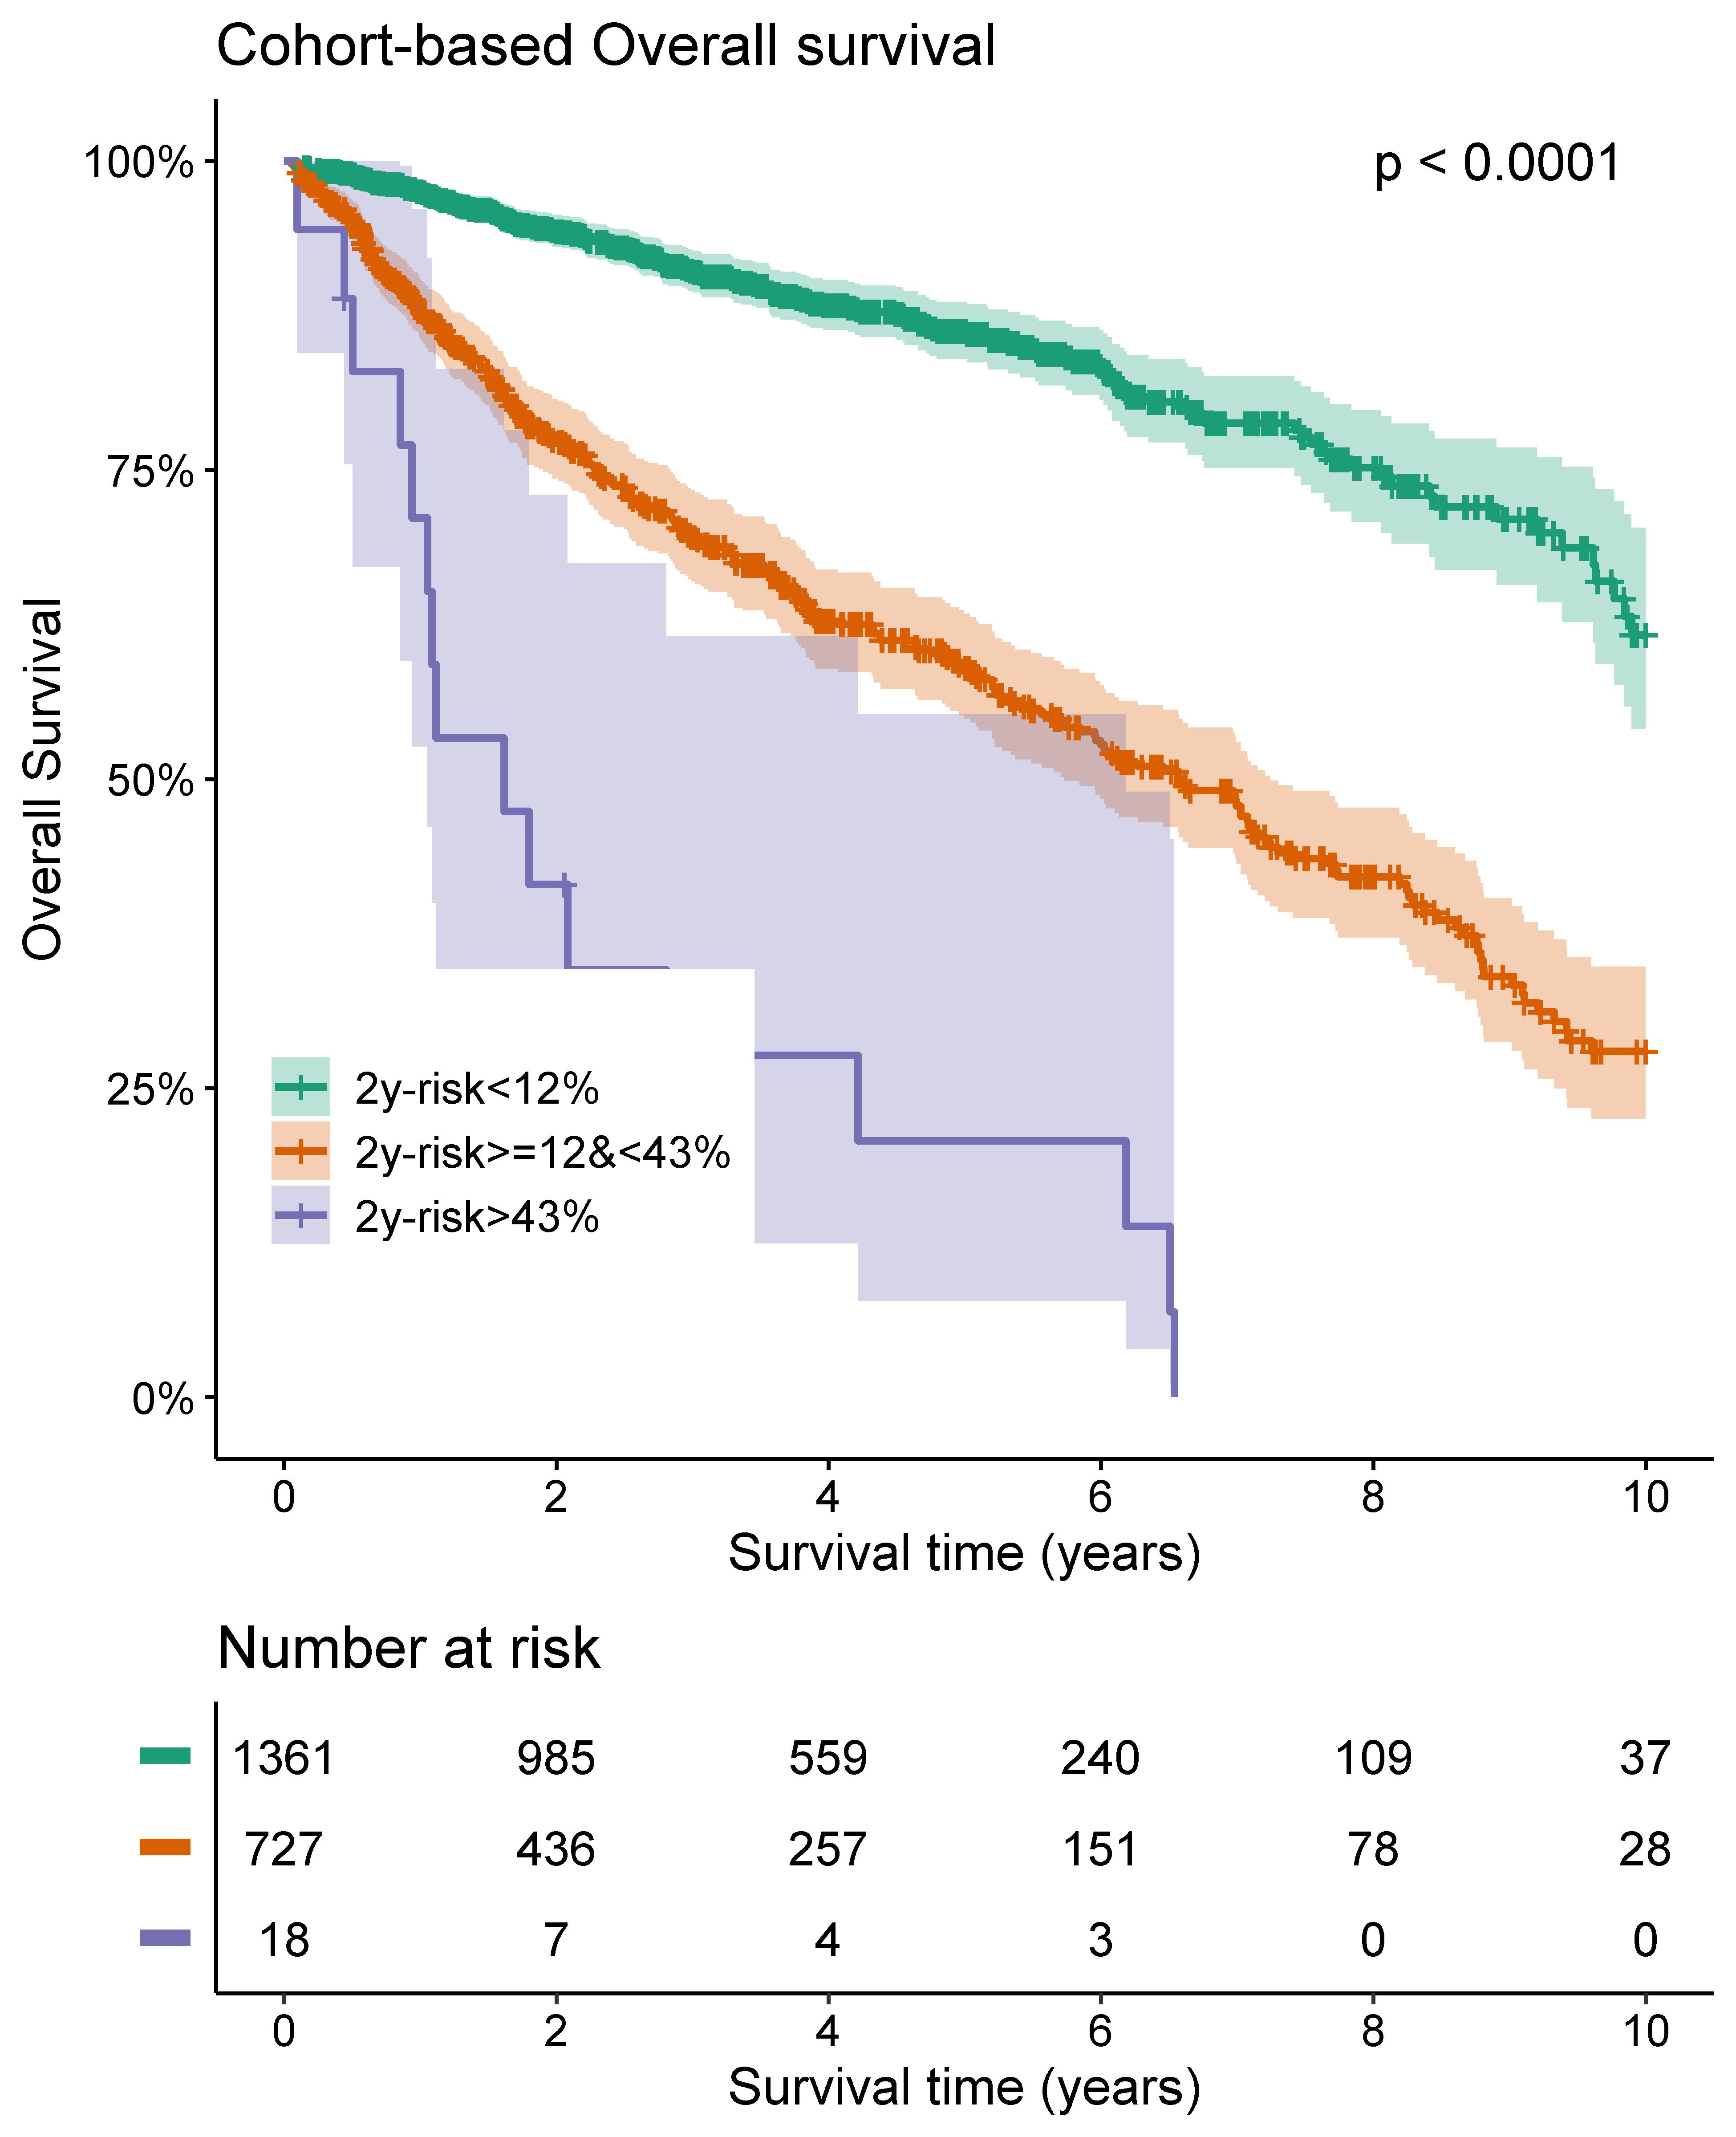 Cohort-based Overall survival
p < 0.0001
100%
75%
50%
25%
0%
Overall Survival
2y-risk<12%
2y-risk>=12&<43%
2y-risk>43%
0 2 4 6 8 10
Survival time (years)
Number at risk
1361 985 559 240 109 37
727 436 257 151 78 28
18 7 4 3 0 0
0 2 4 6 8 10
Survival time (years)